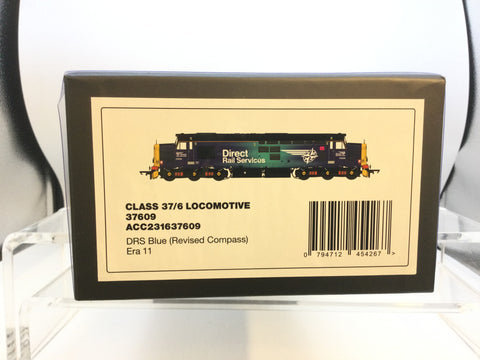 Direct
Rail Services
CLASS 37/6 LOCOMOTIVE
37609
ACC231637609
DRS Blue (Revised Compass)
Era 11
0 794712 454267 >